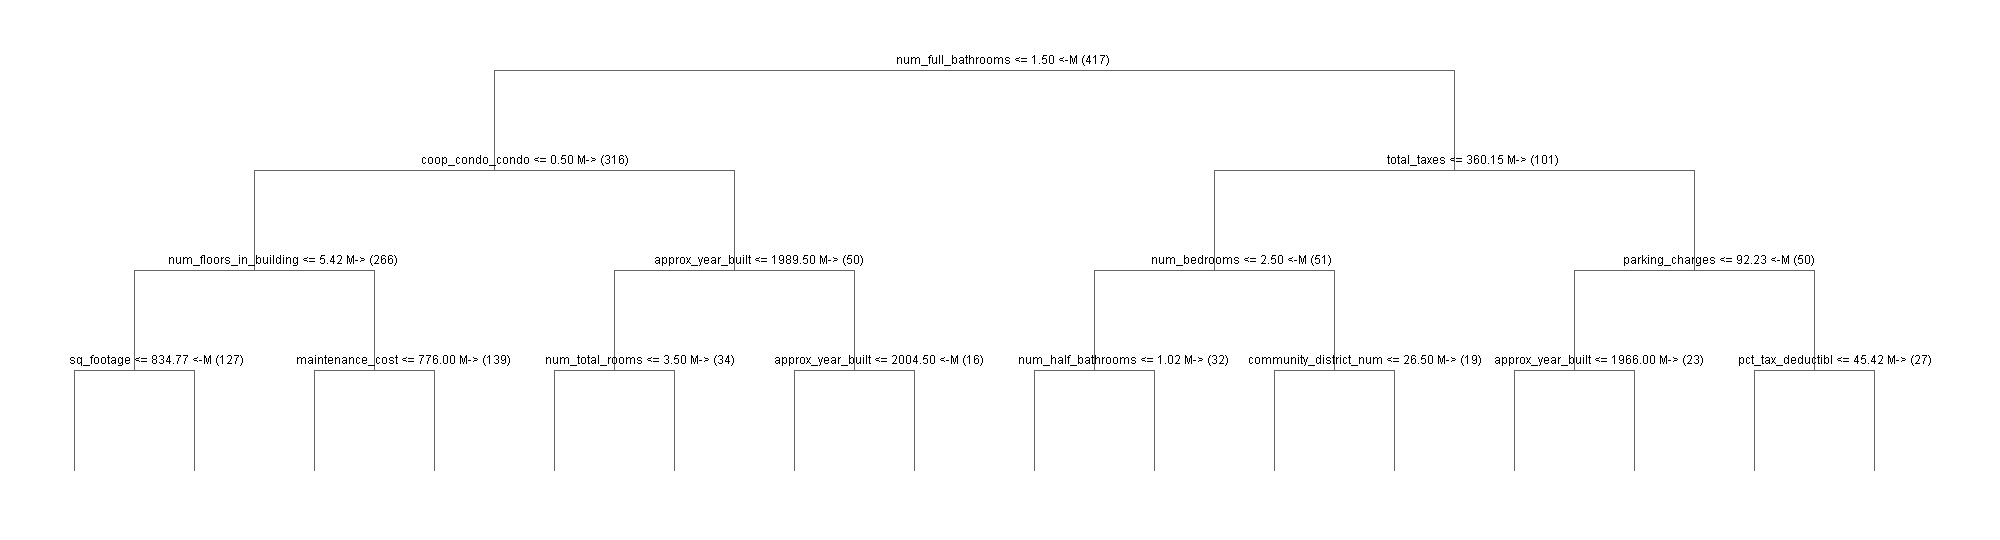 num_full_bathrooms <= 1.50 <-M (417)
coop_condo_condo <= 0.50 M-> (316)
total_taxes <= 360.15 M-> (101)
num_floors_in_building <= 5.42 M-> (266)
approx_year_built <= 1989.50 M-> (50)
num_bedrooms <= 2.50 <-M (51)
parking_charges <= 92.23 <-M (50)
sq_footage <= 834.77 <-M (127)
maintenance_cost <= 776.00 M-> (139)
num_total_rooms <= 3.50 M-> (34)
approx_year_built <= 2004.50 <-M (16)
num_half_bathrooms <= 1.02 M-> (32)
community_district_num <= 26.50 M-> (19)
approx_year_built <= 1966.00 M-> (23)
pct_tax_deductibl <= 45.42 M-> (27)